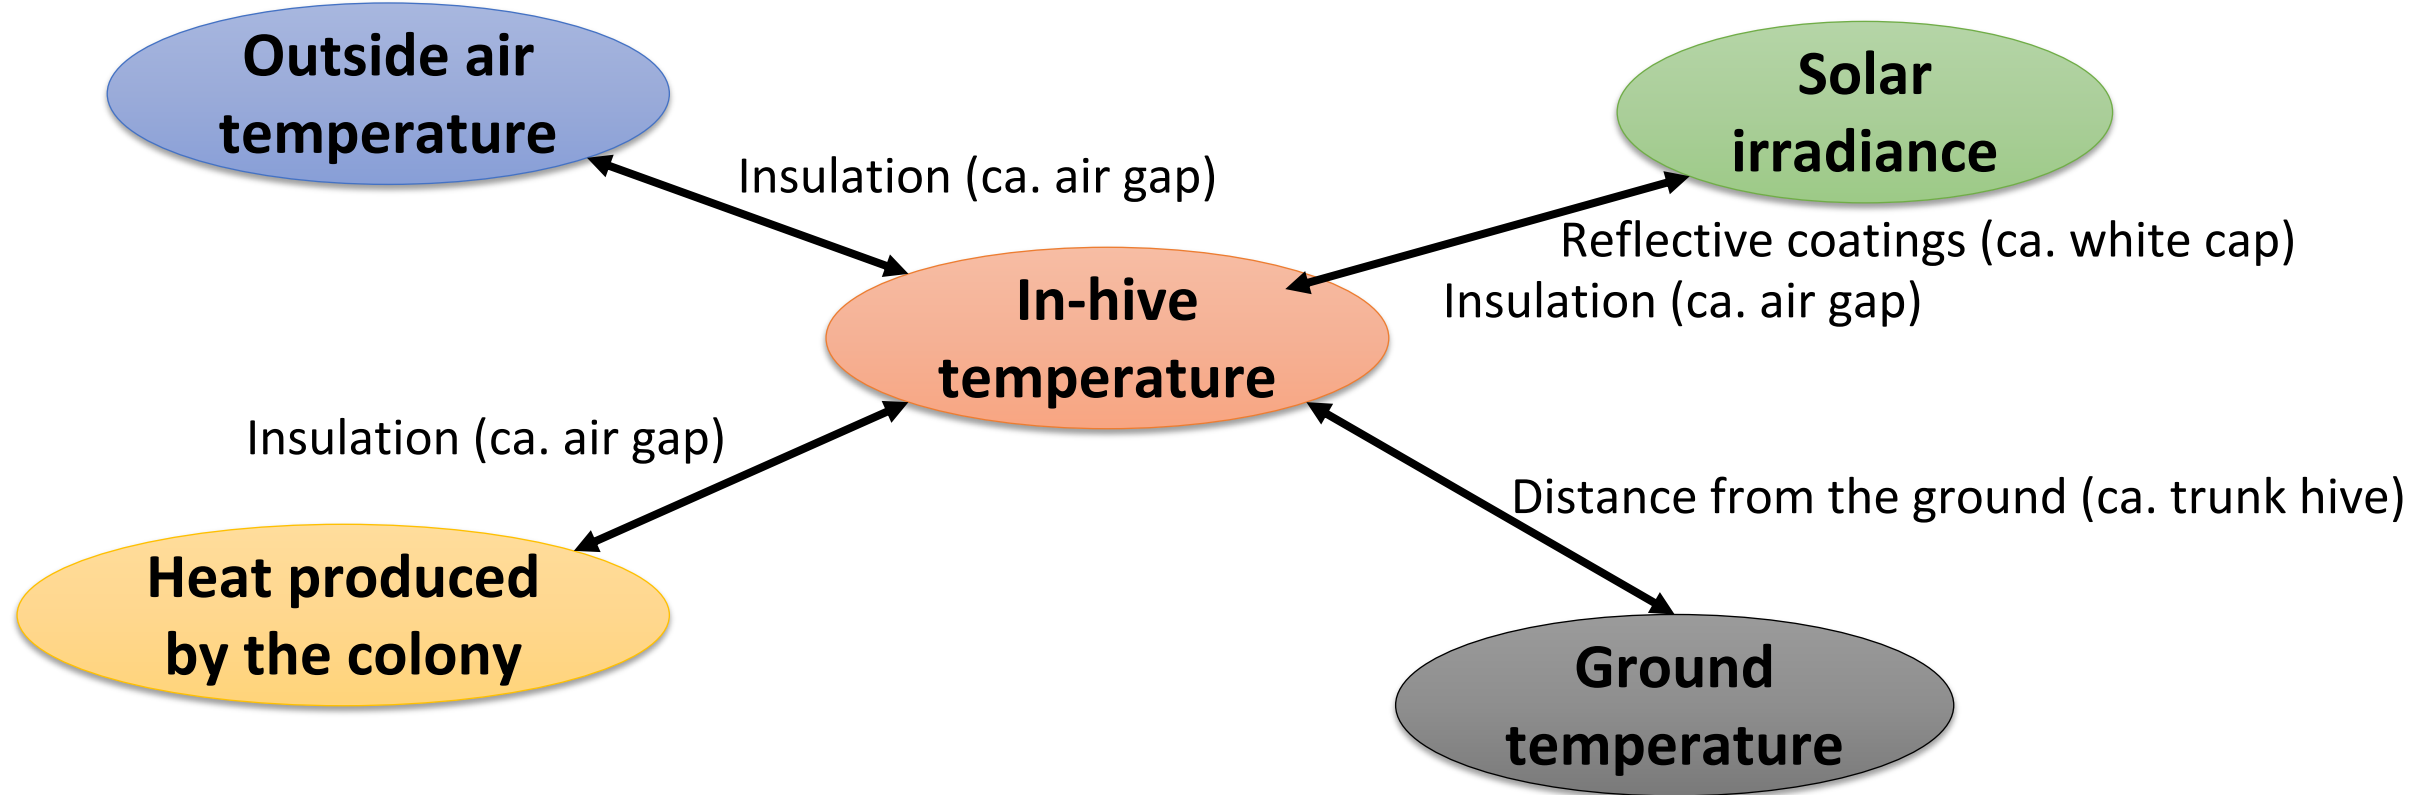 Outside air
temperature
Solar
irradiance
Insulation (ca. air gap)
Reflective coatings (ca. white cap)
Insulation (ca. air gap)
In-hive
temperature
Insulation (ca. air gap)
Distance from the ground (ca. trunk hive)
Heat produced
by the colony
Ground
temperature